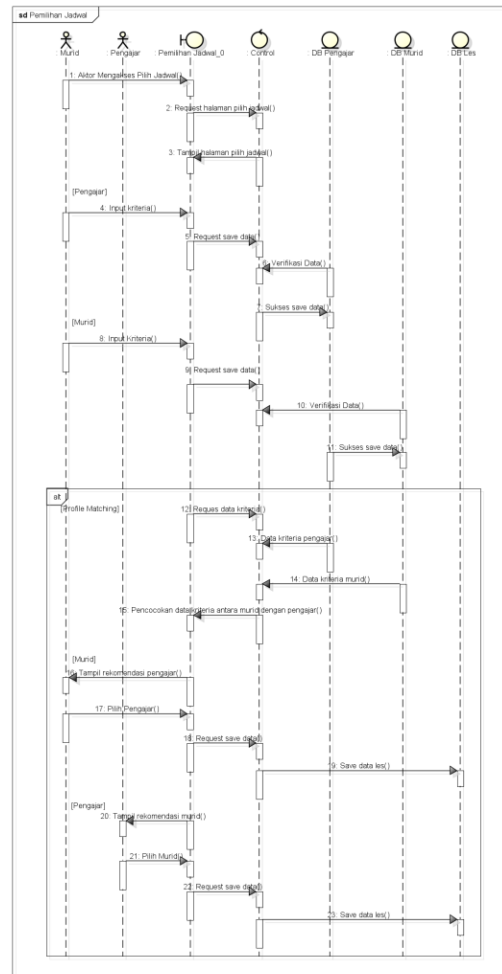 sd Pemilihan Jadwal
: Murid
: Pengajar
: Pemilihan Jadwal_0
: Control
: DB Pengajar
: DB Murid
: DB Les
1: Aktor Mengakses Pilih Jadwal()
2: Request halaman pilih jadwal()
3: Tampil halaman pilih jadwal()
[Pengajar]
4: Input kriteria()
5: Request save data()
6: Verifikasi Data()
7: Sukses save data()
[Murid]
8: Input Kriteria()
9: Request save data()
10: Verifikasi Data()
11: Sukses save data()
alt
[Profile Matching]
12: Reques data kriteria()
13: Data kriteria pengajar()
14: Data kriteria murid()
15: Pencocokan data kriteria antara murid dengan pengajar()
[Murid]
16: Tampil rekomendasi pengajar()
17: Pilih Pengajar()
18: Request save data()
19: Save data les()
[Pengajar]
20: Tampil rekomendasi murid()
21: Pilih Murid()
22: Request save data()
23: Save data les()